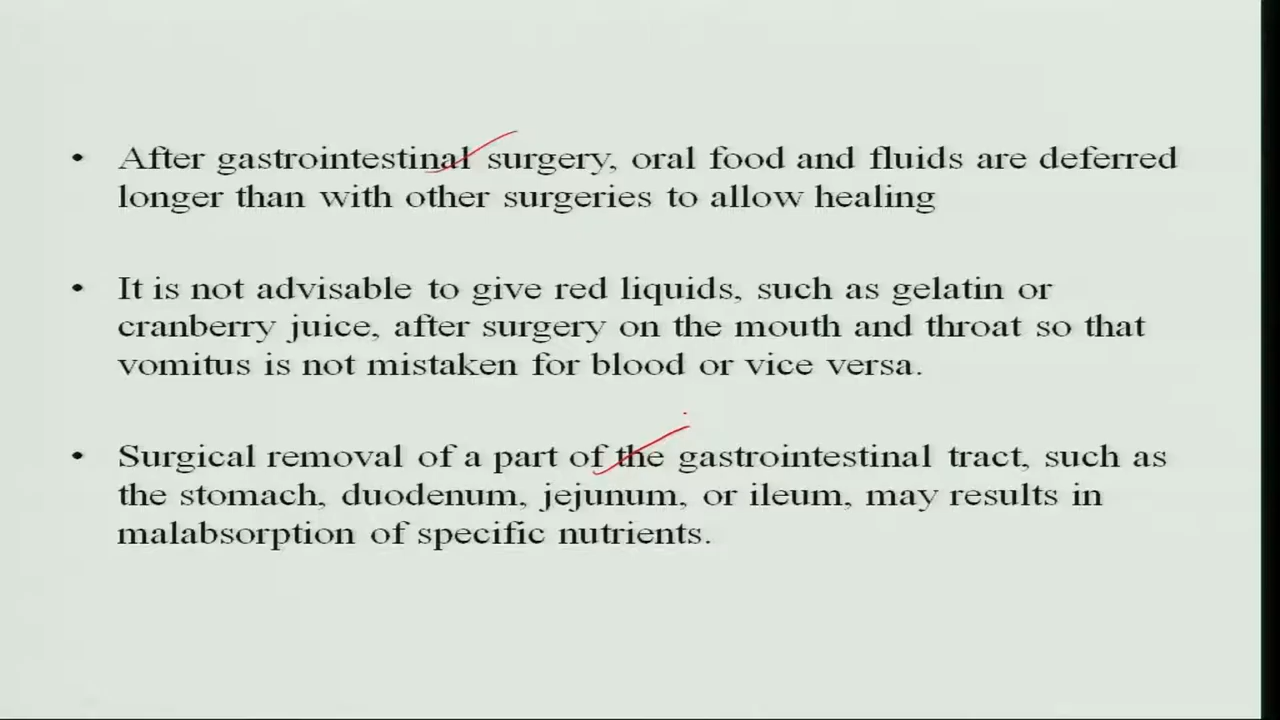 • After gastrointestinal surgery, oral food and fluids are deferred
longer than with other surgeries to allow healing
• It is not advisable to give red liquids, such as gelatin or
cranberry juice, after surgery on the mouth and throat so that
vomitus is not mistaken for blood or vice versa.
• Surgical removal of a part of the gastrointestinal tract, such as
the stomach, duodenum, jejunum, or ileum, may results in
malabsorption of specific nutrients.